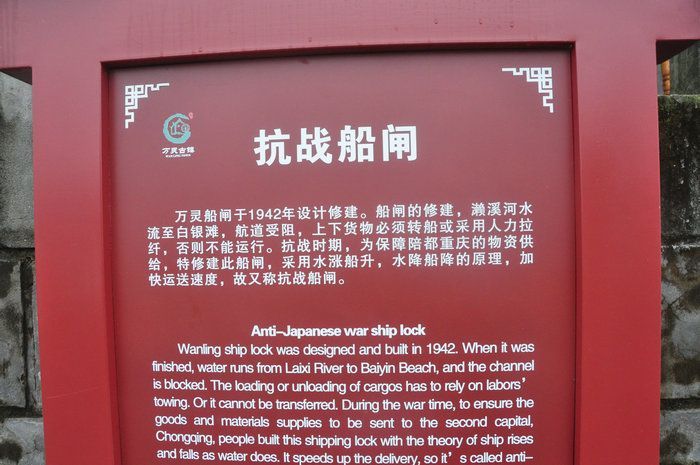 万灵古镇
抗战船闸
万灵船闸于1942年设计修建。船闸的修建，濑溪河水
流至白银滩，航道受阻，上下货物必须转船或采用人力拉
纤，否则不能运行。抗战时期，为保障陪都重庆的物资供
给，特修建此船闸，采用水涨船升，水降船降的原理，加
快运送速度，故又称抗战船闸。
Anti-Japanese war ship lock
Wanling ship lock was designed and built in 1942. When it was
finished, water runs from Laixi River to Baiyin Beach, and the channel
is blocked. The loading or unloading of cargos has to rely on labors’
towing. Or it cannot be transferred. During the war time, to ensure the
goods and materials supplies to be sent to the second capital,
Chongqing, people built this shipping lock with the theory of ship rises
and falls as water does. It speeds up the delivery, so it’s called anti-